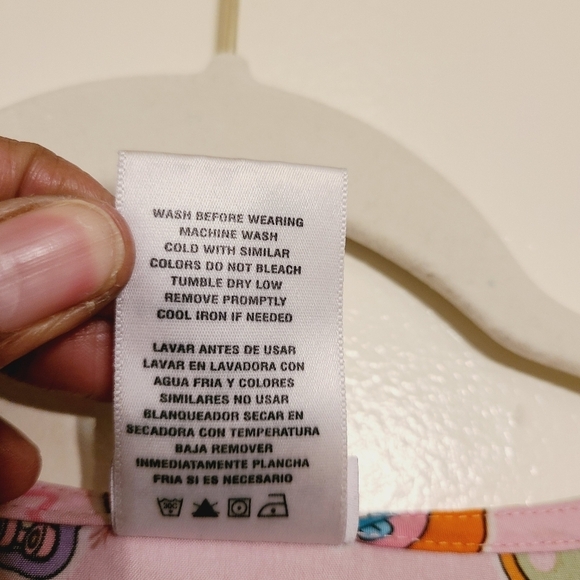 WASH BEFORE WEARING
MACHINE WASH
COLD WITH SIMILAR
COLORS DO NOT BLEACH
TUMBLE DRY LOW
REMOVE PROMPTLY
COOL IRON IF NEEDED
LAVAR ANTES DE USAR
LAVAR EN LAVADORA CON
AGUA FRIA Y COLORES
SIMILARES NO USAR
BLANQUEADOR SECAR EN
SECADORA CON TEMPERATURA
BAJA REMOVER
INMEDIATAMENTE PLANCHA
FRIA SI ES NECESARIO
30C